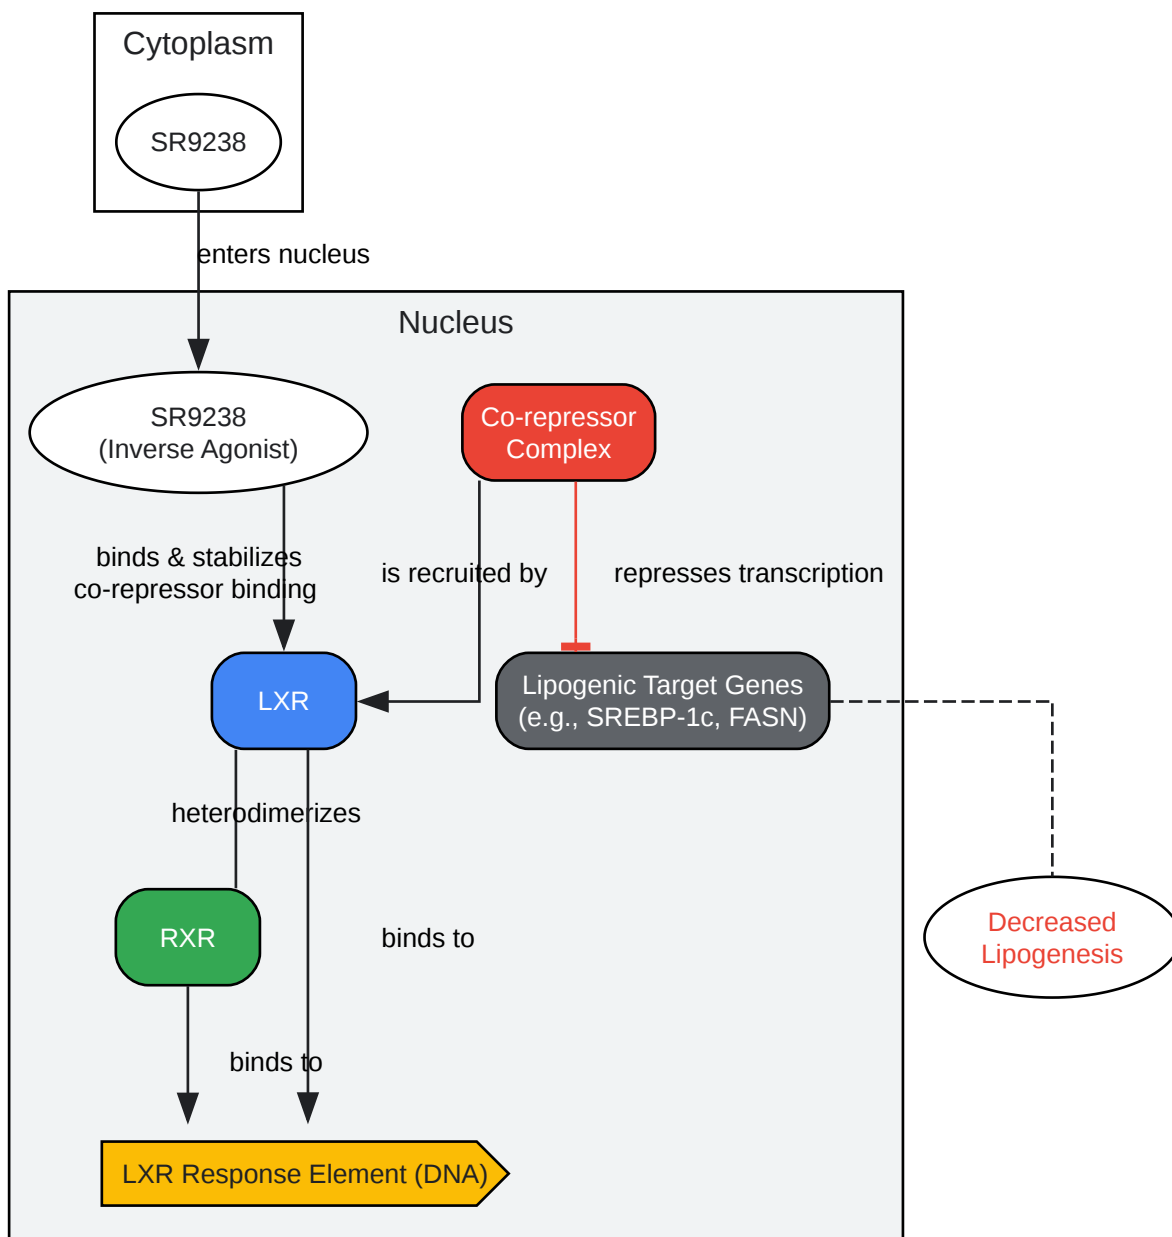 Cytoplasm
SR9238
enters nucleus
Nucleus
SR9238
(Inverse Agonist)
Co-repressor
Complex
binds & stabilizes
co-repressor binding
is recruited by
represses transcription
LXR
Lipogenic Target Genes
(e.g., SREBP-1c, FASN)
heterodimerizes
RXR
binds to
Decreased
Lipogenesis
binds to
LXR Response Element (DNA)